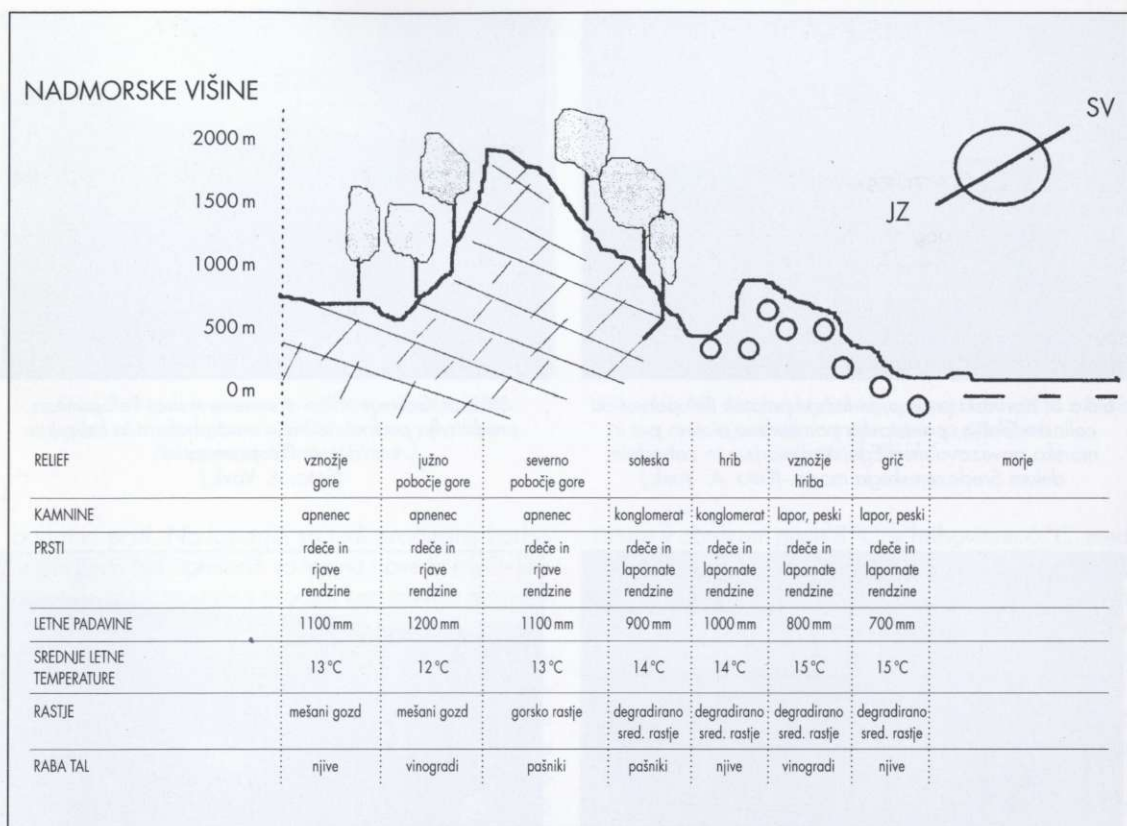 NADMORSKE VIŠINE
SV
JZ
2000 m
1500 m
1000 m
500 m
0 m
RELIEF vznožje gore južno pobočje gore severno pobočje gore soteska hrib vznožje hriba grič morje
KAMNINE apnenec apnenec apnenec konglomerat konglomerat lapor, peski lapor, peski
PRSTI rdeče in rjave rendzine rdeče in rjave rendzine rdeče in rjave rendzine rdeče in lapornate rendzine rdeče in lapornate rendzine rdeče in lapornate rendzine rdeče in lapornate rendzine
LETNE PADAVINE 1100 mm 1200 mm 1100 mm 900 mm 1000 mm 800 mm 700 mm
SREDNJE LETNE TEMPERATURE 13 °C 12 °C 13 °C 14 °C 14 °C 15 °C 15 °C
RASTJE mešani gozd mešani gozd gorsko rastje degradirano sred. rastje degradirano sred. rastje degradirano sred. rastje degradirano sred. rastje
RABA TAL njive vinogradi pašniki pašniki njive vinogradi njive